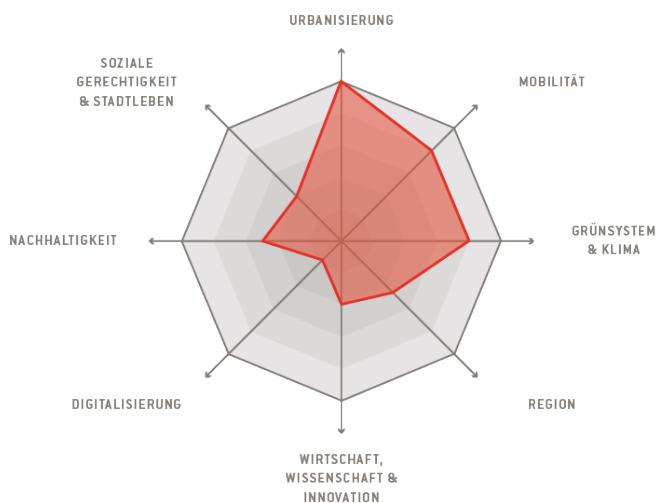 URBANISIERUNG
SOZIALE
GERECHTIGKEIT
& STADTLEBEN
MOBILITÄT
NACHHALTIGKEIT
GRÜNSYSTEM
& KLIMA
DIGITALISIERUNG
REGION
WIRTSCHAFT,
WISSENSCHAFT &
INNOVATION